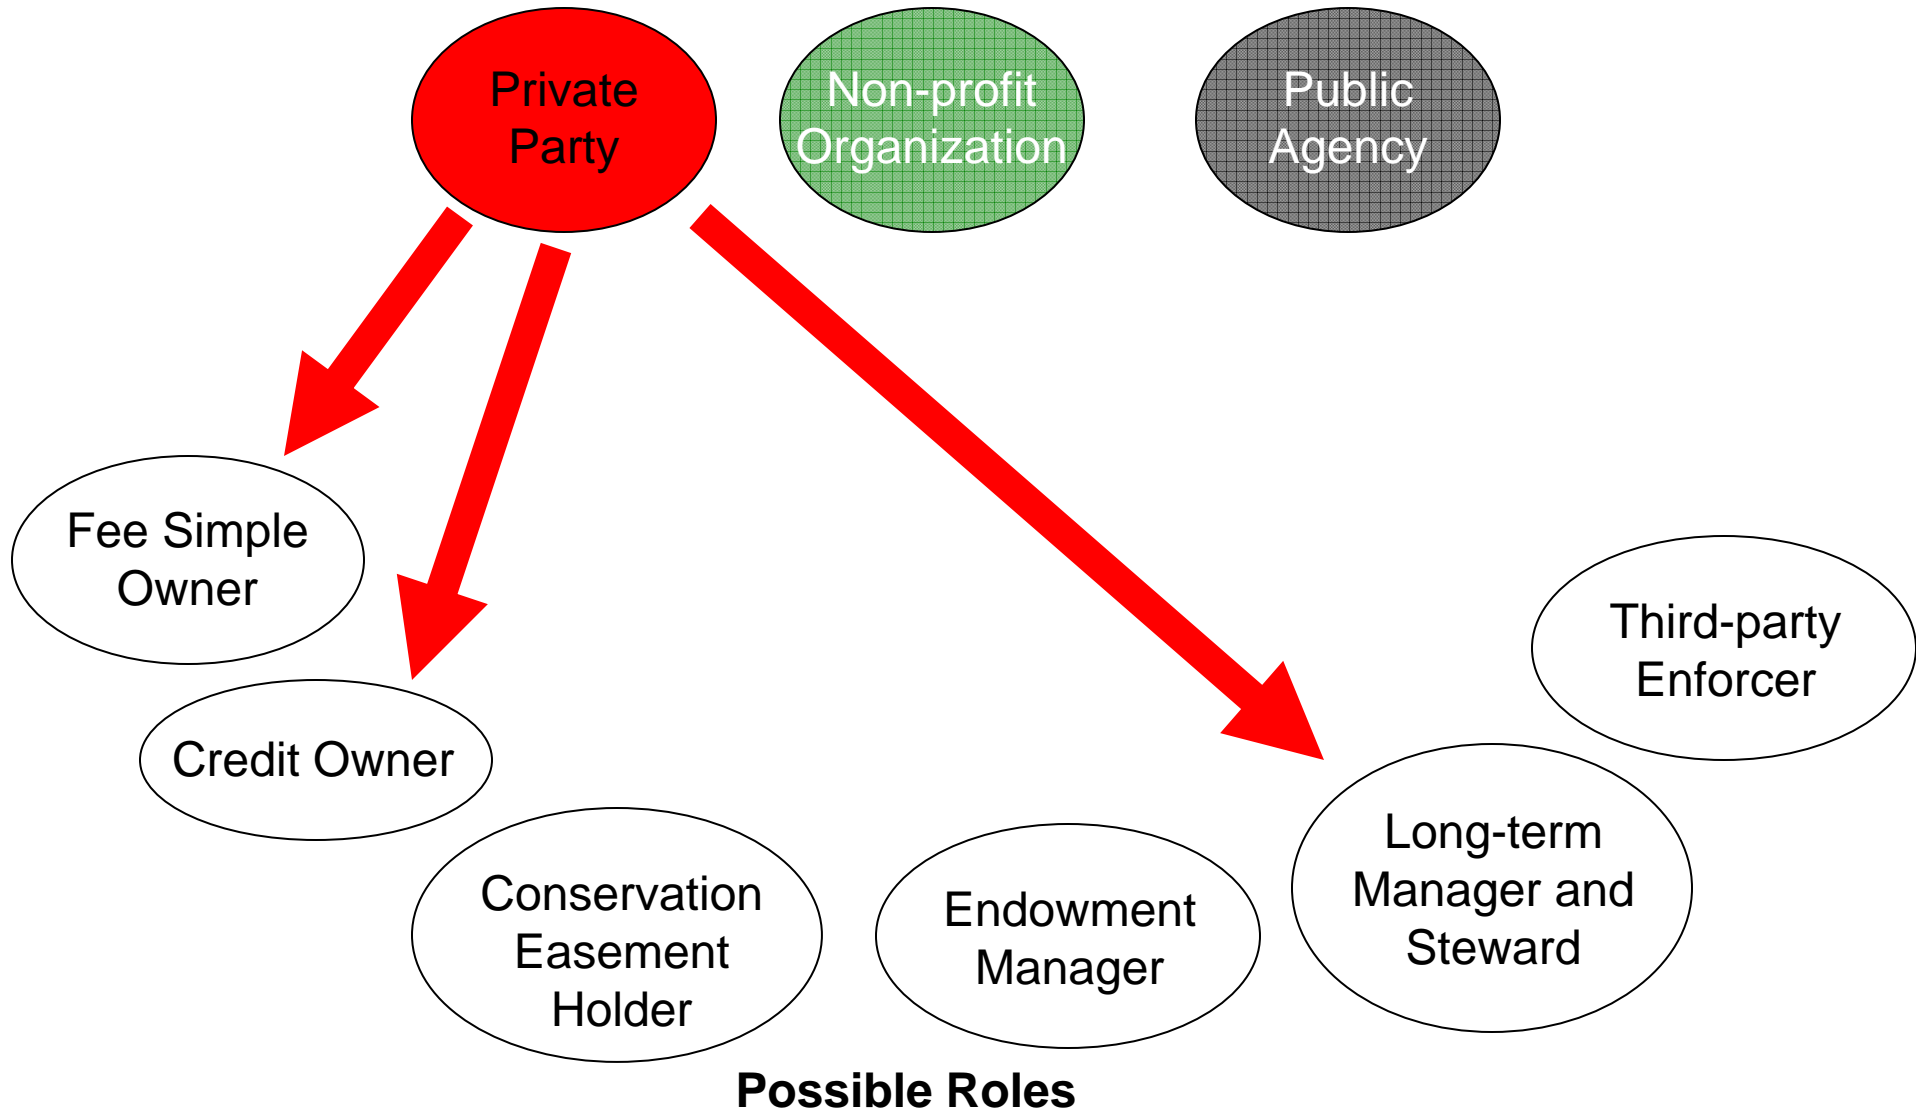 Private
Party
Non-profit
Organization
Public
Agency
Fee Simple
Owner
Credit Owner
Conservation
Easement
Holder
Endowment
Manager
Long-term
Manager and
Steward
Third-party
Enforcer
Possible Roles